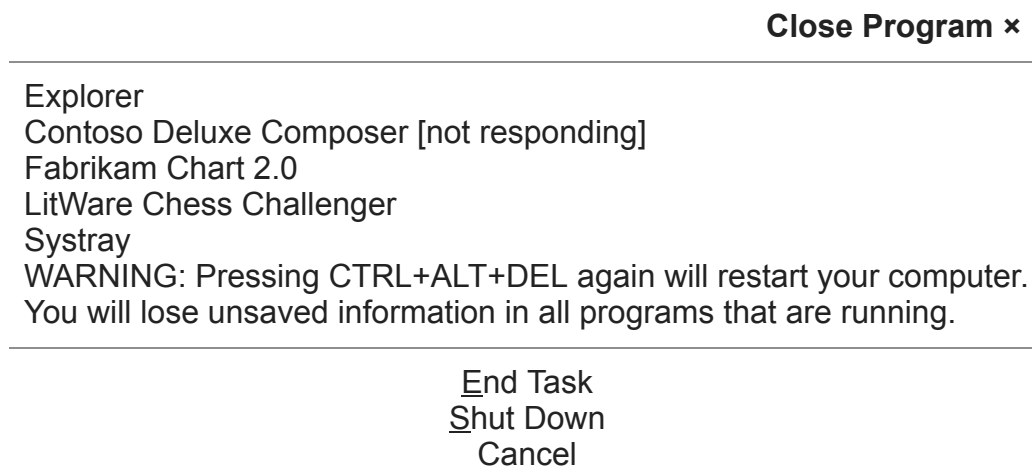 Close Program ×
Explorer
Contoso Deluxe Composer [not responding]
Fabrikam Chart 2.0
LitWare Chess Challenger
Systray
WARNING: Pressing CTRL+ALT+DEL again will restart your computer.
You will lose unsaved information in all programs that are running.
End Task
Shut Down
Cancel